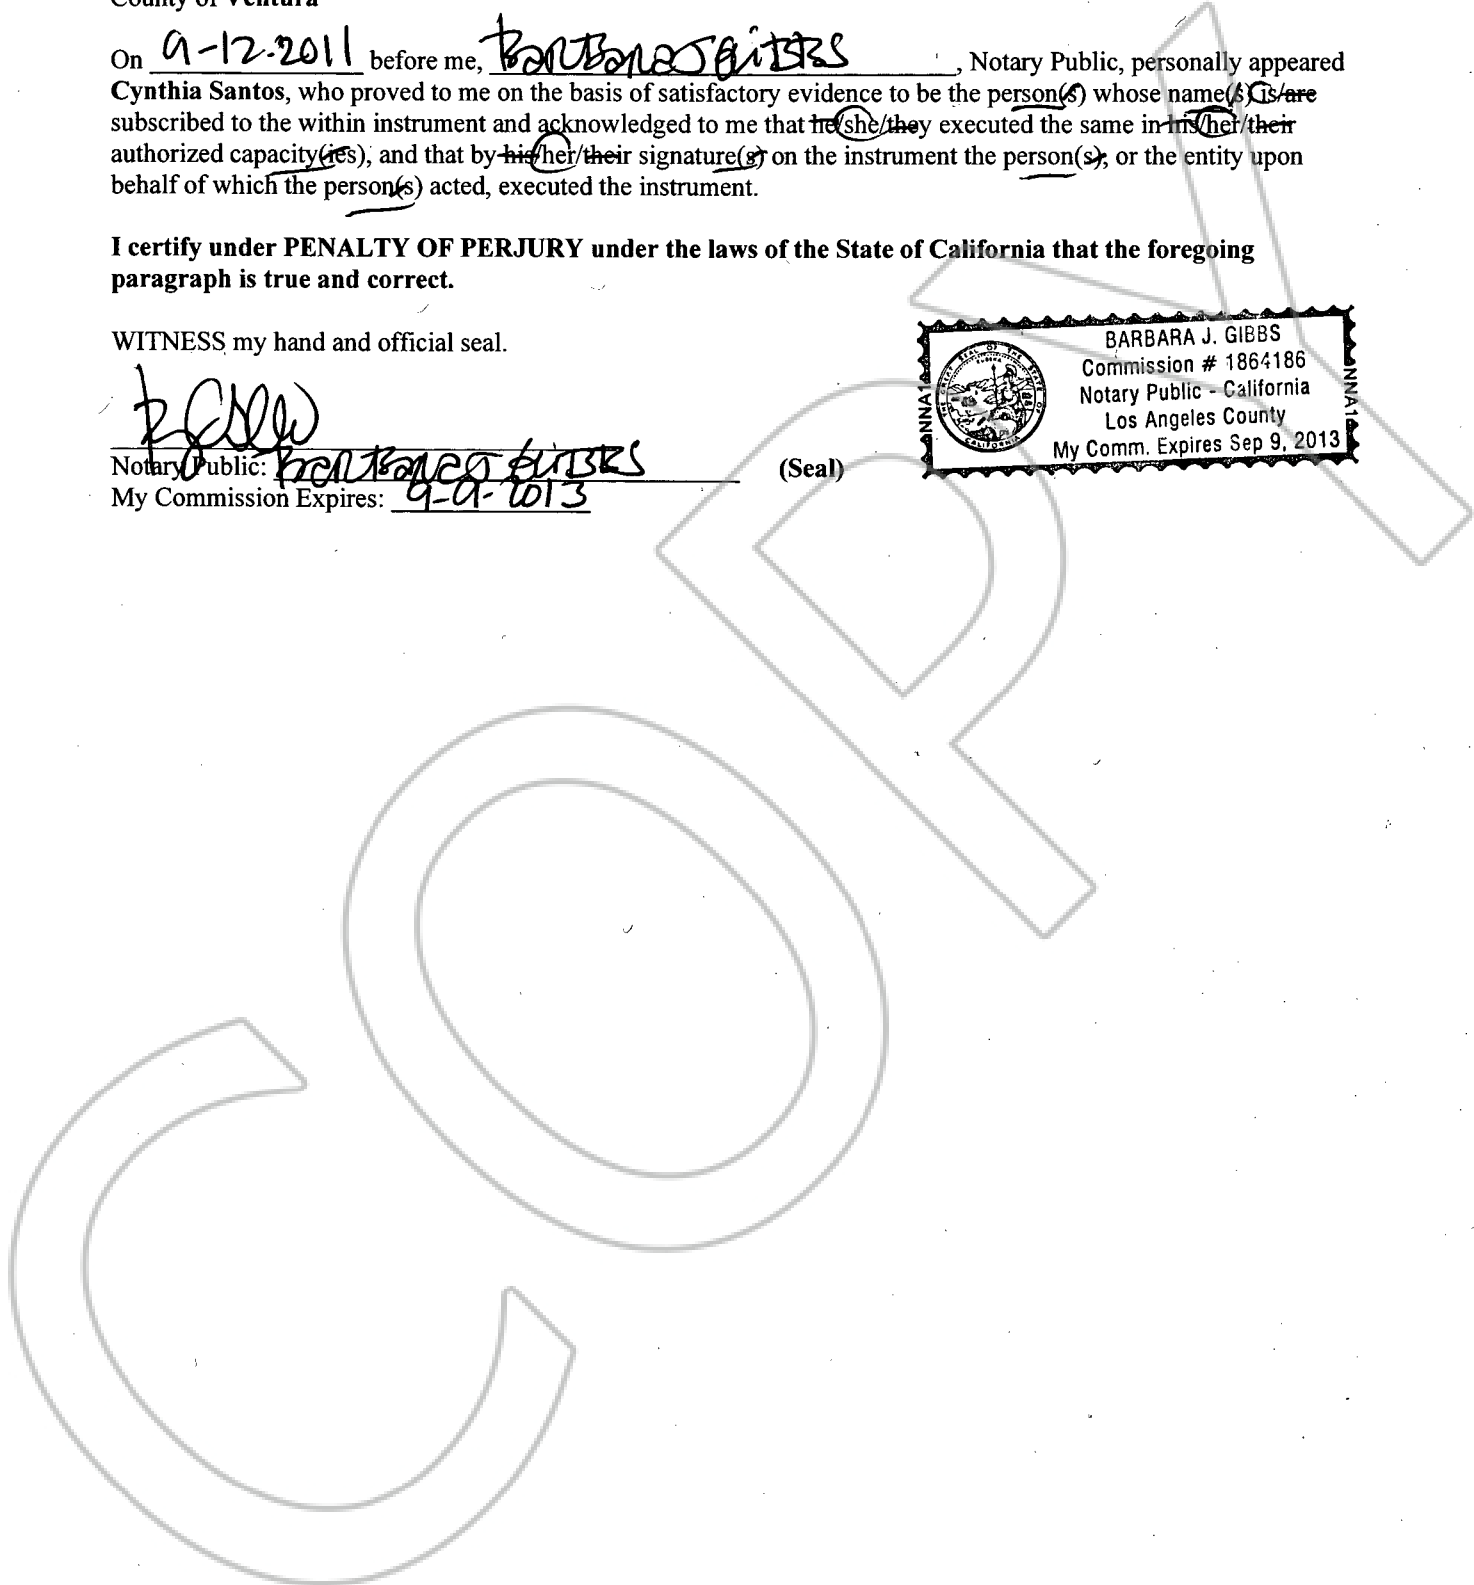 County of Ventura
On 9-12-2011 before me, Barbara J Gibbs, Notary Public, personally appeared
Cynthia Santos, who proved to me on the basis of satisfactory evidence to be the person(s) whose name(s) is/are
subscribed to the within instrument and acknowledged to me that he/she/they executed the same in his/her/their
authorized capacity(ies), and that by his/her/their signature(s) on the instrument the person(s), or the entity upon
behalf of which the person(s) acted, executed the instrument.
I certify under PENALTY OF PERJURY under the laws of the State of California that the foregoing
paragraph is true and correct.
WITNESS my hand and official seal.
Notary Public: Barbara J Gibbs
(Seal)
My Commission Expires: 9-9-2013
BARBARA J. GIBBS
Commission # 1864186
Notary Public - California
Los Angeles County
My Comm. Expires Sep 9, 2013
NNA1
NNA1
COPY